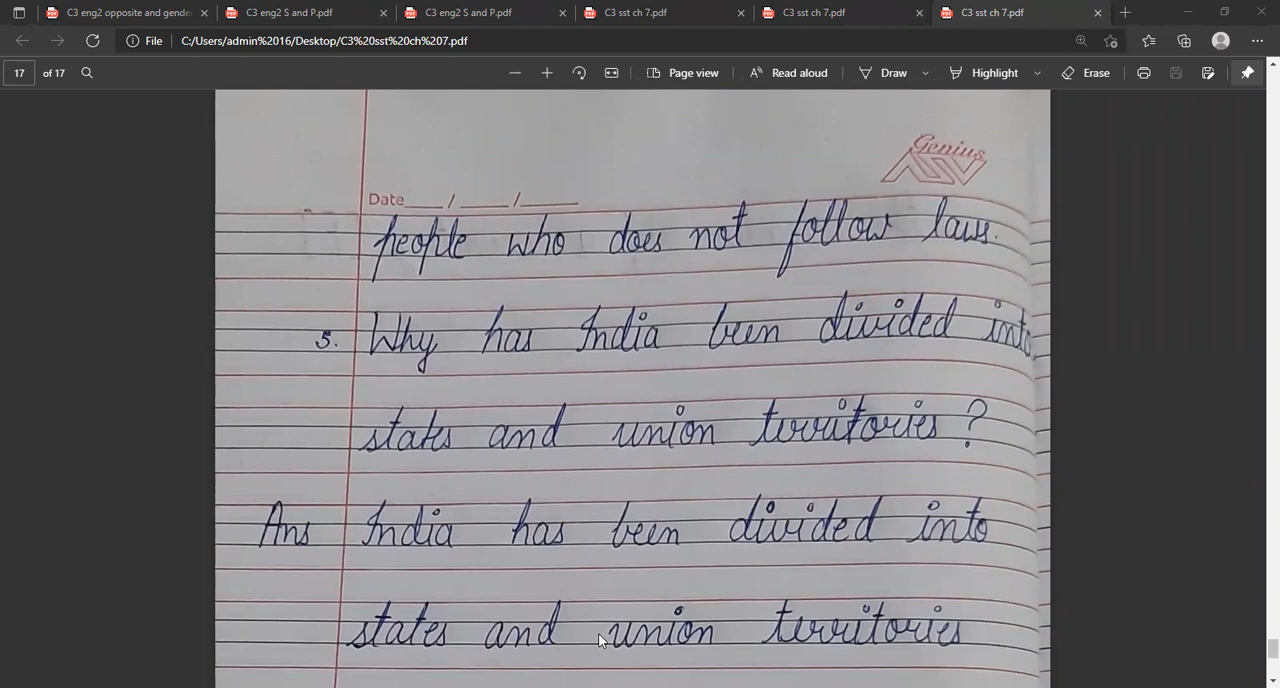 C3 eng2 opposite and gende
C3 eng2 S and P.pdf
C3 eng2 S and P.pdf
C3 sst ch 7.pdf
C3 sst ch 7.pdf
C3 sst ch 7.pdf
File C:/Users/admin%2016/Desktop/C3%20sst%20ch%207.pdf
17 of 17 Page view Read aloud Draw Highlight Erase
Genius
Date / /
people who does not follow laws.
5. Why has India been divided into
states and union territories?
Ans India has been divided into
states and union territories